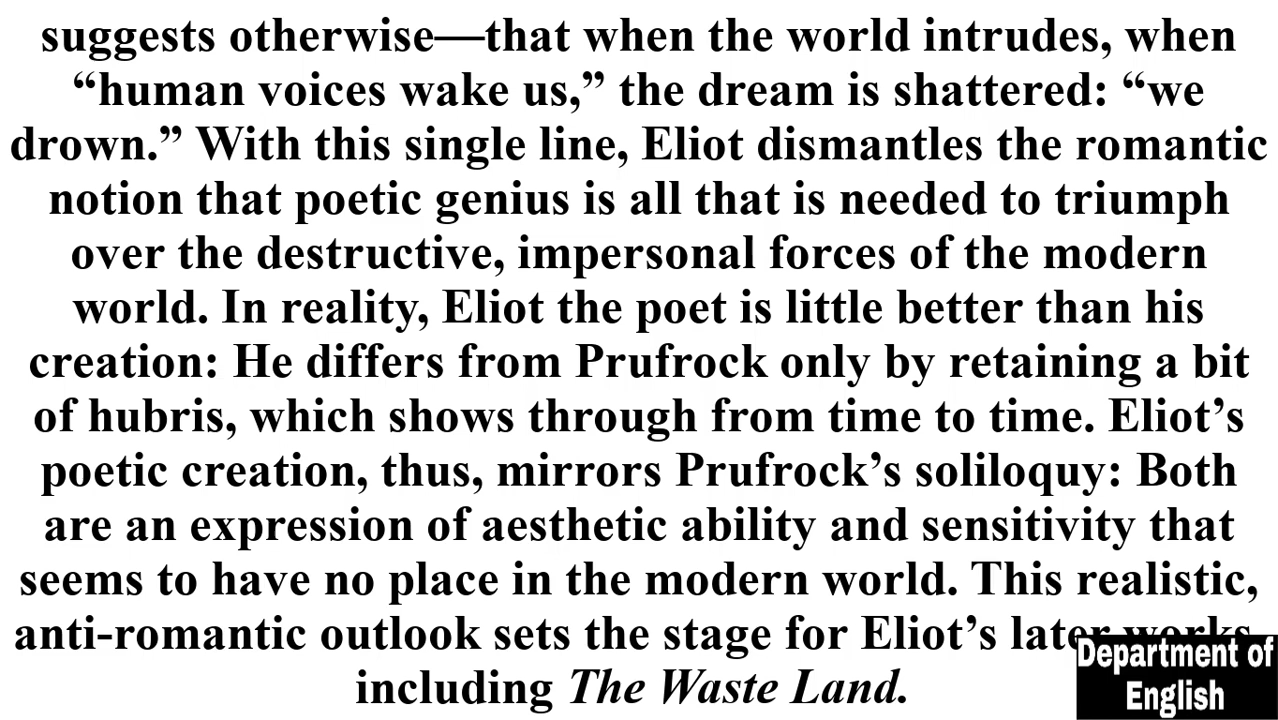 suggests otherwise—that when the world intrudes, when
“human voices wake us,” the dream is shattered: “we
drown.” With this single line, Eliot dismantles the romantic
notion that poetic genius is all that is needed to triumph
over the destructive, impersonal forces of the modern
world. In reality, Eliot the poet is little better than his
creation: He differs from Prufrock only by retaining a bit
of hubris, which shows through from time to time. Eliot’s
poetic creation, thus, mirrors Prufrock’s soliloquy: Both
are an expression of aesthetic ability and sensitivity that
seems to have no place in the modern world. This realistic,
anti-romantic outlook sets the stage for Eliot’s later works,
including The Waste Land.
Department of
English